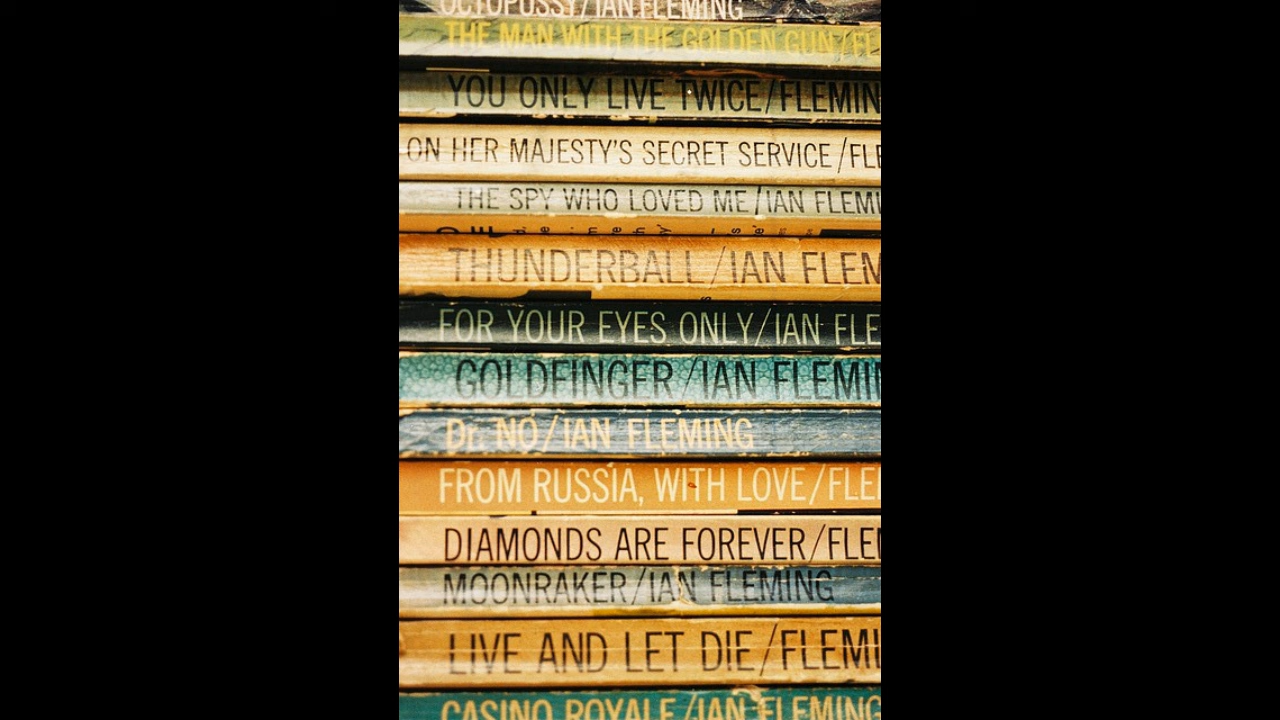 OCTOPUSSY/IAN FLEMING
THE MAN WITH THE GOLDEN GUN/FL
YOU ONLY LIVE TWICE/FLEMIN
ON HER MAJESTY'S SECRET SERVICE/FLE
THE SPY WHO LOVED ME/IAN FLEMI
THUNDERBALL/IAN FLEM
FOR YOUR EYES ONLY/IAN FLE
GOLDFINGER/IAN FLEMIN
Dr. NO/IAN FLEMING
FROM RUSSIA, WITH LOVE/FLE
DIAMONDS ARE FOREVER/FLEM
MOONRAKER/IAN FLEMING
LIVE AND LET DIE/FLEMI
CASINO ROYALE/IAN FLEMING